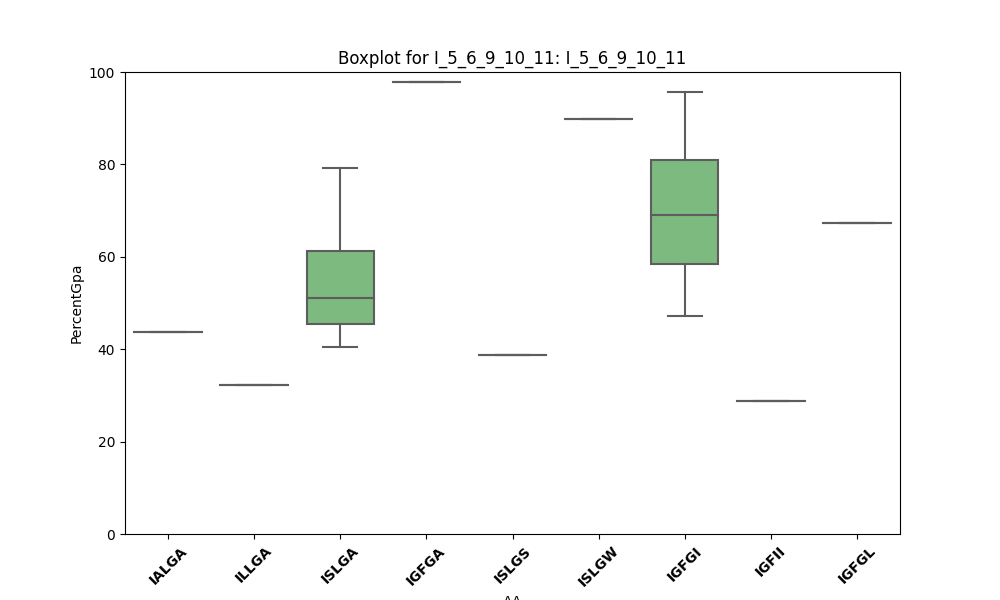 Boxplot for I_5_6_9_10_11: I_5_6_9_10_11
100
80
60
40
20
0
PercentGpa
IALGA
ILLGA
ISLGA
IGFGA
ISLGS
ISLGW
IGFGI
IGFII
IGFGL
AA